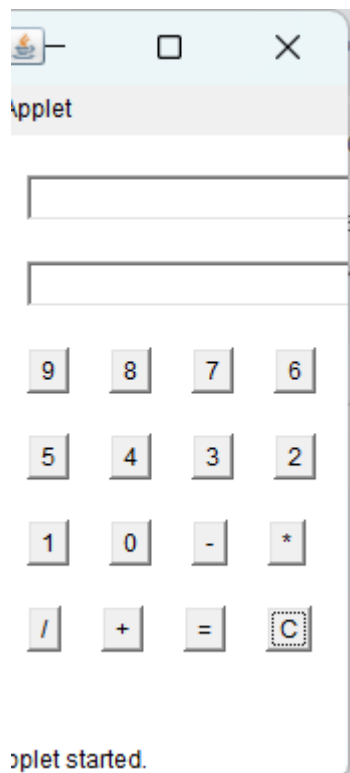 Applet
9 8 7 6
5 4 3 2
1 0 - *
/ + = C
pplet started.